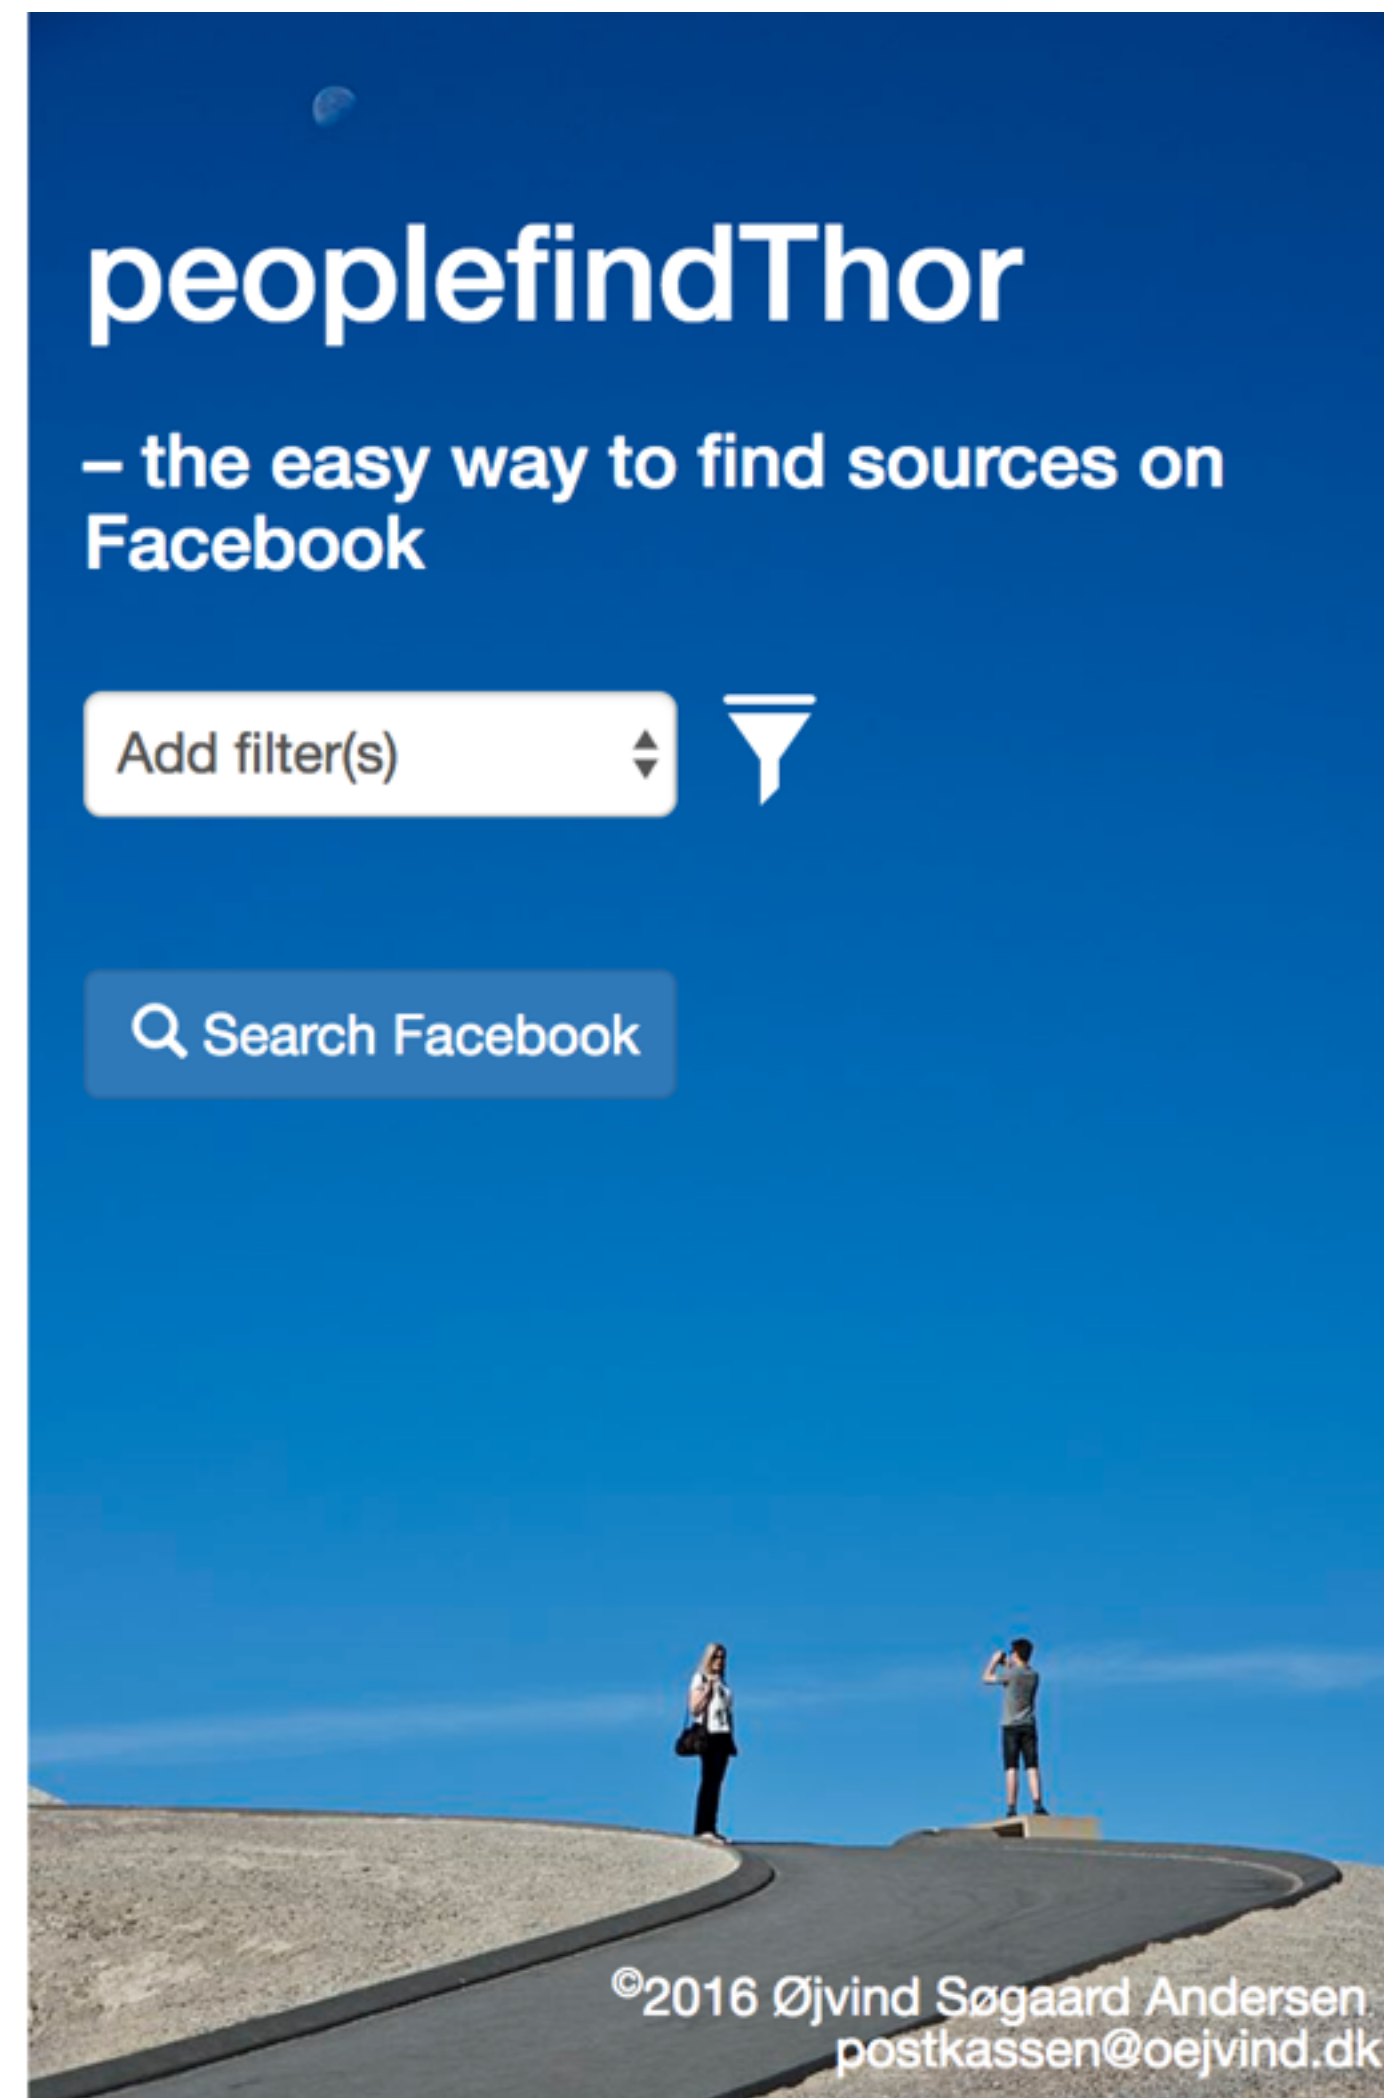 peoplefindThor
– the easy way to find sources on
Facebook
Add filter(s)
Search Facebook
©2016 Øjvind Søgaard Andersen
postkassen@oejvind.dk